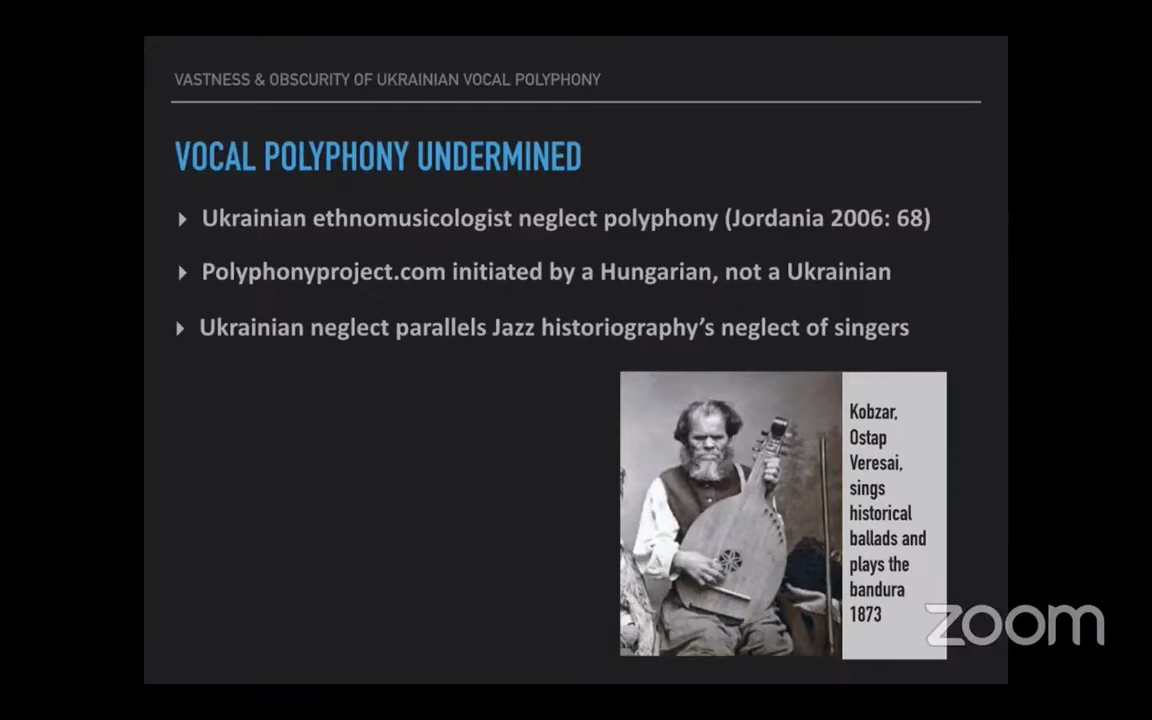 VASTNESS & OBSCURITY OF UKRAINIAN VOCAL POLYPHONY
VOCAL POLYPHONY UNDERMINED
Ukrainian ethnomusicologist neglect polyphony (Jordania 2006: 68)
Polyphonyproject.com initiated by a Hungarian, not a Ukrainian
Ukrainian neglect parallels Jazz historiography’s neglect of singers
Kobzar,
Ostap
Veresai,
sings
historical
ballads and
plays the
bandura
1873
zoom